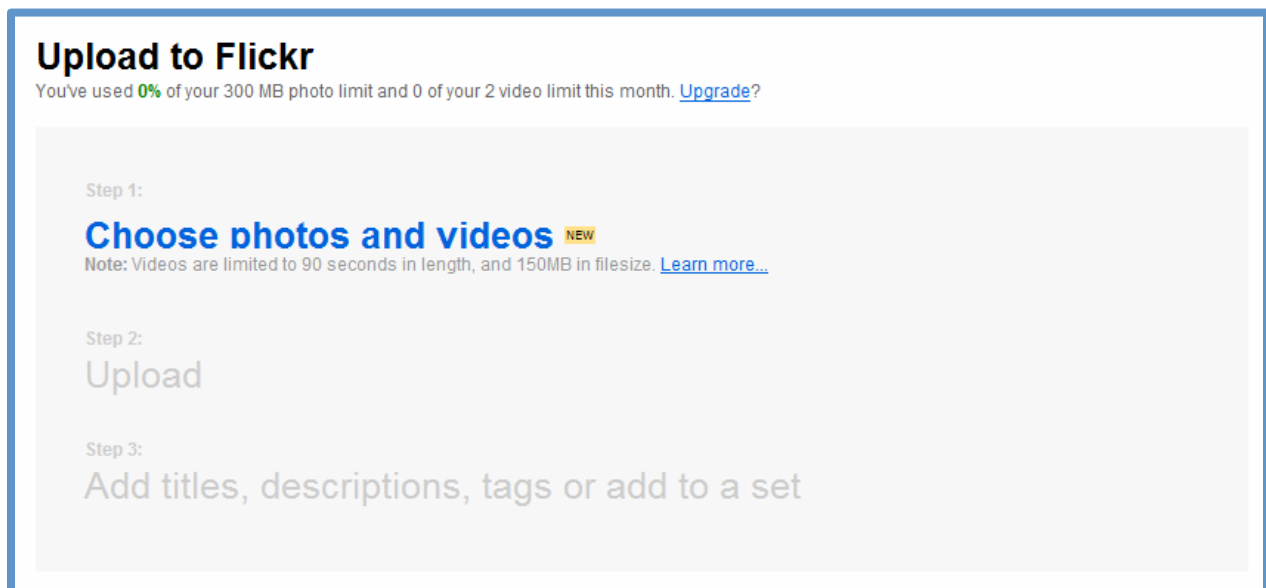 Upload to Flickr
You've used 0% of your 300 MB photo limit and 0 of your 2 video limit this month. Upgrade?
Step 1:
Choose photos and videos NEW
Note: Videos are limited to 90 seconds in length, and 150MB in filesize. Learn more...
Step 2:
Upload
Step 3:
Add titles, descriptions, tags or add to a set